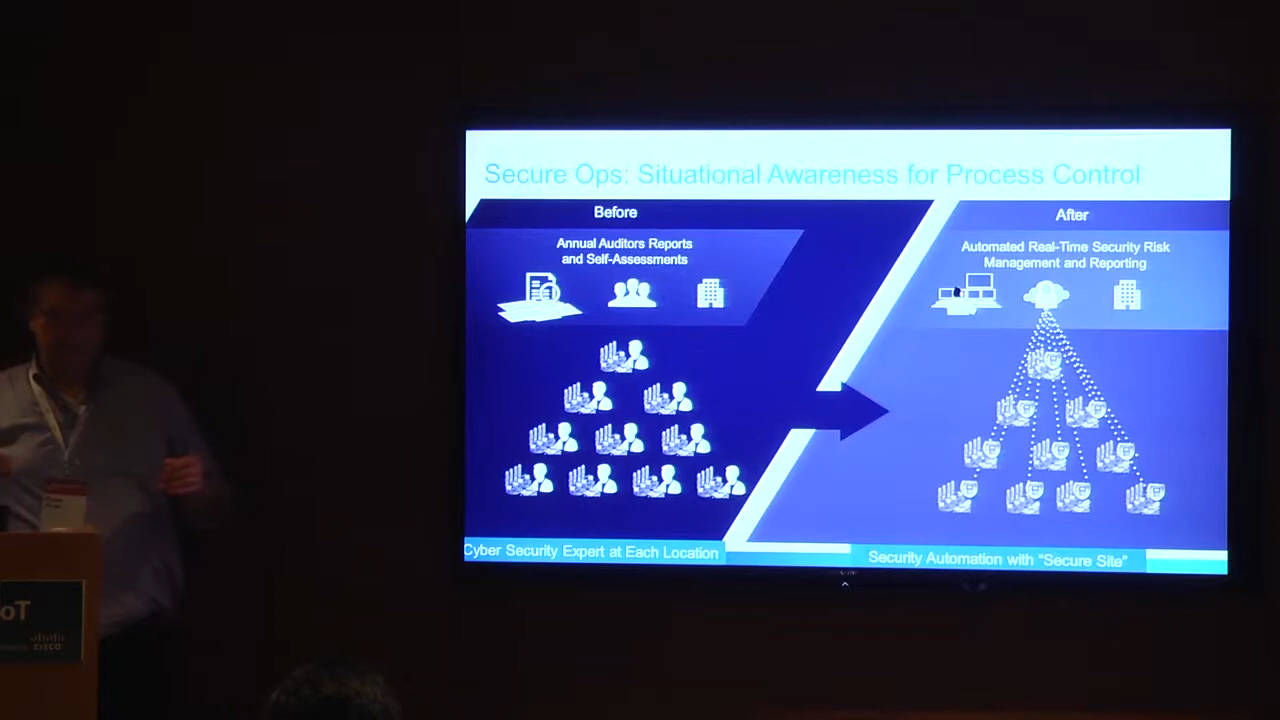 Secure Ops: Situational Awareness for Process Control
Before
Annual Auditors Reports
and Self-Assessments
Cyber Security Expert at Each Location
After
Automated Real-Time Security Risk
Management and Reporting
Security Automation with "Secure Site"
oT
CISCO